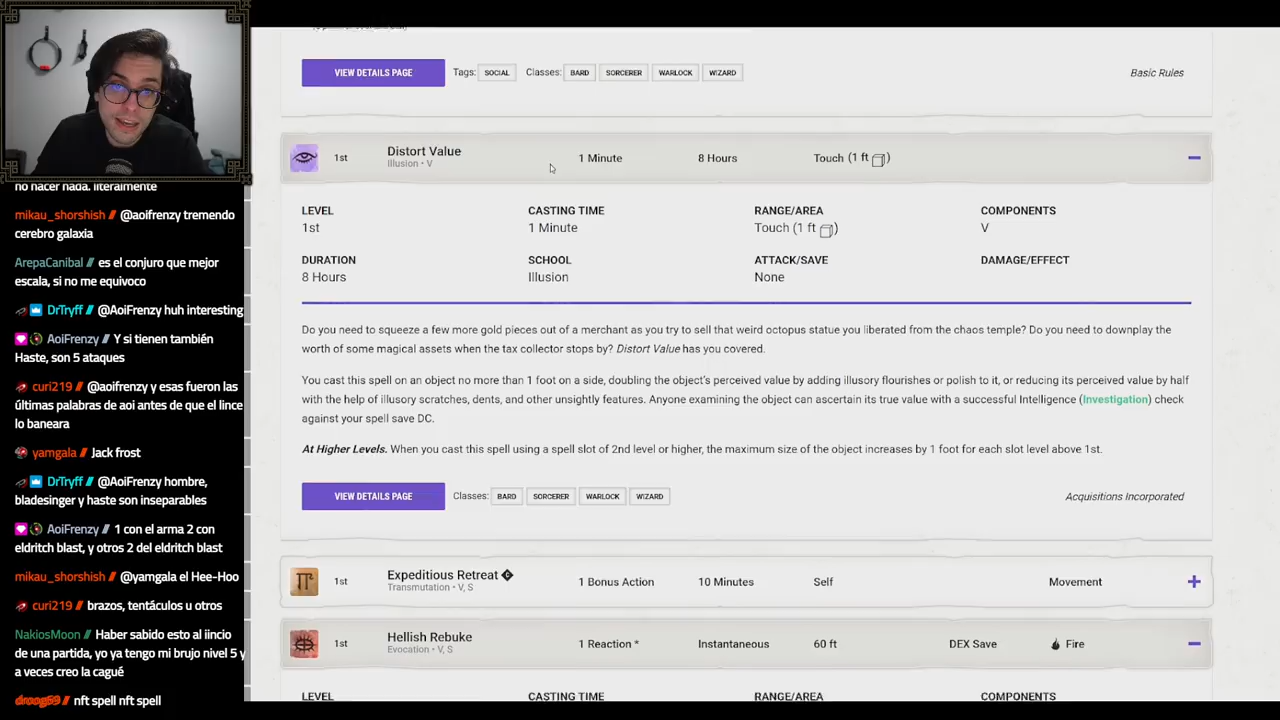 no hacer nada. literalmente
mikau_shorshish // @aoifrenzy tremendo
cerebro galaxia
ArepaCanibal // es el conjuro que mejor
escala, si no me equivoco
DrTryff // @AoiFrenzy huh interesting
AoiFrenzy // Y si tienen también
Haste, son 5 ataques
curi219 // @aoifrenzy y esas fueron las
últimas palabras de aoi antes de que el lince
lo baneara
yamgala // Jack frost
DrTryff // @AoiFrenzy hombre,
bladesinger y haste son inseparables
AoiFrenzy // 1 con el arma 2 con
eldritch blast, y otros 2 del eldritch blast
mikau_shorshish // @yamgala el Hee-Hoo
curi219 // brazos, tentáculos u otros
NakiosMoon // Haber sabido esto al iincio
de una partida, yo ya tengo mi brujo nivel 5 y
a veces creo la cagué
droog59 // nft spell nft spell
VIEW DETAILS PAGE Tags: SOCIAL Classes: BARD SORCERER WARLOCK WIZARD Basic Rules
1st Distort Value 1 Minute 8 Hours Touch (1 ft )
Illusion • V
LEVEL CASTING TIME RANGE/AREA COMPONENTS
1st 1 Minute Touch (1 ft ) V
DURATION SCHOOL ATTACK/SAVE DAMAGE/EFFECT
8 Hours Illusion None
Do you need to squeeze a few more gold pieces out of a merchant as you try to sell that weird octopus statue you liberated from the chaos temple? Do you need to downplay the
worth of some magical assets when the tax collector stops by? Distort Value has you covered.
You cast this spell on an object no more than 1 foot on a side, doubling the object's perceived value by adding illusory flourishes or polish to it, or reducing its perceived value by half
with the help of illusory scratches, dents, and other unsightly features. Anyone examining the object can ascertain its true value with a successful Intelligence (Investigation) check
against your spell save DC.
At Higher Levels. When you cast this spell using a spell slot of 2nd level or higher, the maximum size of the object increases by 1 foot for each slot level above 1st.
VIEW DETAILS PAGE Classes: BARD SORCERER WARLOCK WIZARD Acquisitions Incorporated
1st Expeditious Retreat 1 Bonus Action 10 Minutes Self Movement
Transmutation • V, S
1st Hellish Rebuke 1 Reaction * Instantaneous 60 ft DEX Save Fire
Evocation • V, S
LEVEL CASTING TIME RANGE/AREA COMPONENTS